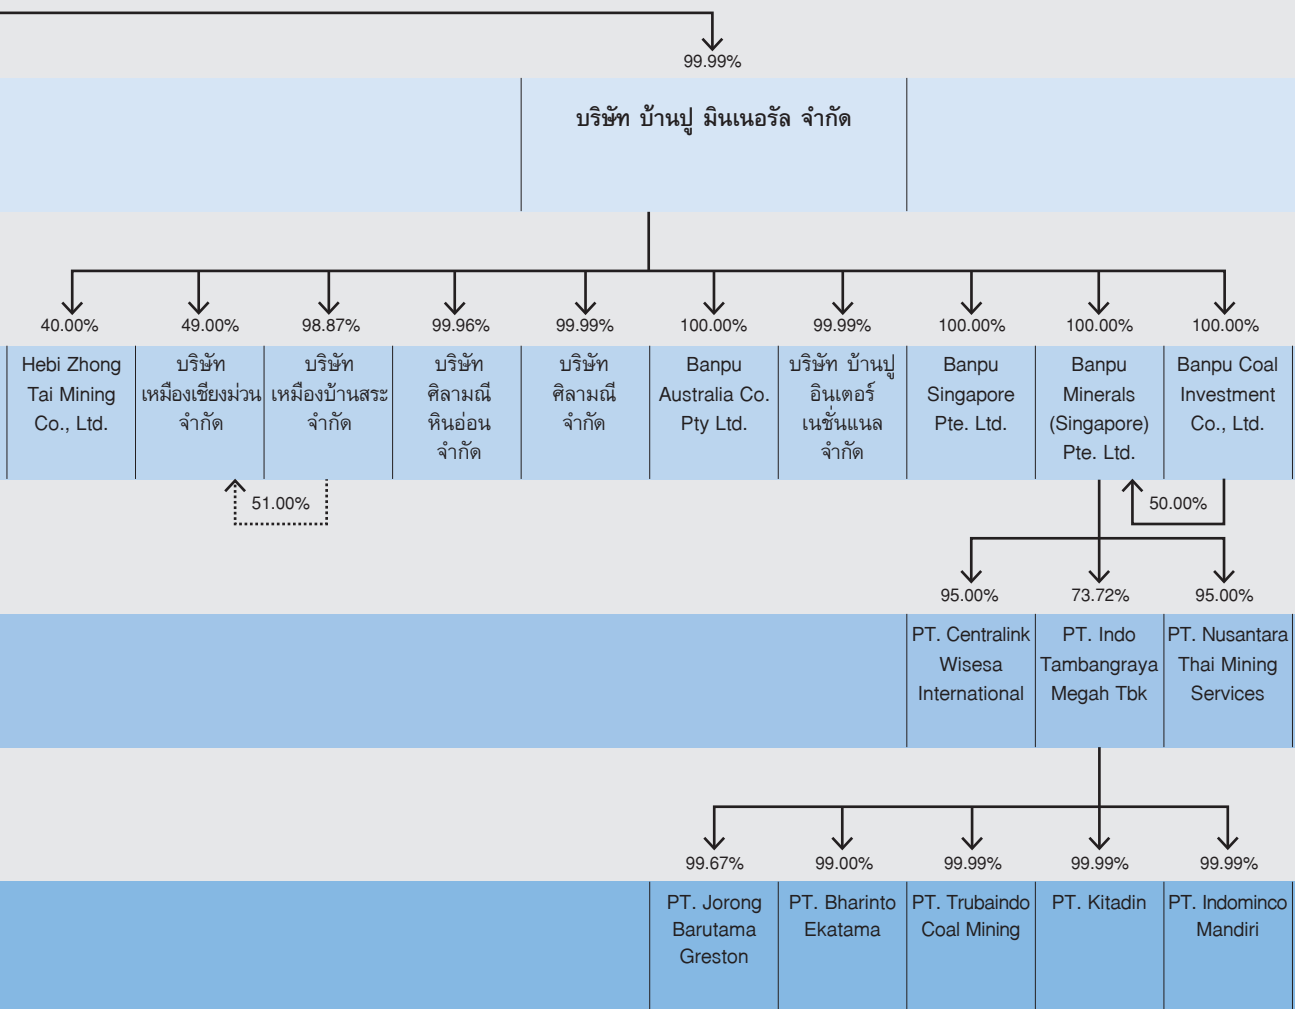 99.99%
บริษัท บ้านปู มินเนอรัล จำกัด
40.00% 49.00% 98.87% 99.96% 99.99% 100.00% 99.99% 100.00% 100.00% 100.00%
Hebi Zhong
Tai Mining
Co., Ltd.
บริษัท
เหมืองเชียงม่วน
จำกัด
บริษัท
เหมืองบ้านสระ
จำกัด
บริษัท
ศิลามณี
หินอ่อน
จำกัด
บริษัท
ศิลามณี
จำกัด
Banpu
Australia Co.
Pty Ltd.
บริษัท บ้านปู
อินเตอร์
เนชั่นแนล
จำกัด
Banpu
Singapore
Pte. Ltd.
Banpu
Minerals
(Singapore)
Pte. Ltd.
Banpu Coal
Investment
Co., Ltd.
51.00%
50.00%
95.00% 73.72% 95.00%
PT. Centralink
Wisesa
International
PT. Indo
Tambangraya
Megah Tbk
PT. Nusantara
Thai Mining
Services
99.67% 99.00% 99.99% 99.99% 99.99%
PT. Jorong
Barutama
Greston
PT. Bharinto
Ekatama
PT. Trubaindo
Coal Mining
PT. Kitadin
PT. Indominco
Mandiri